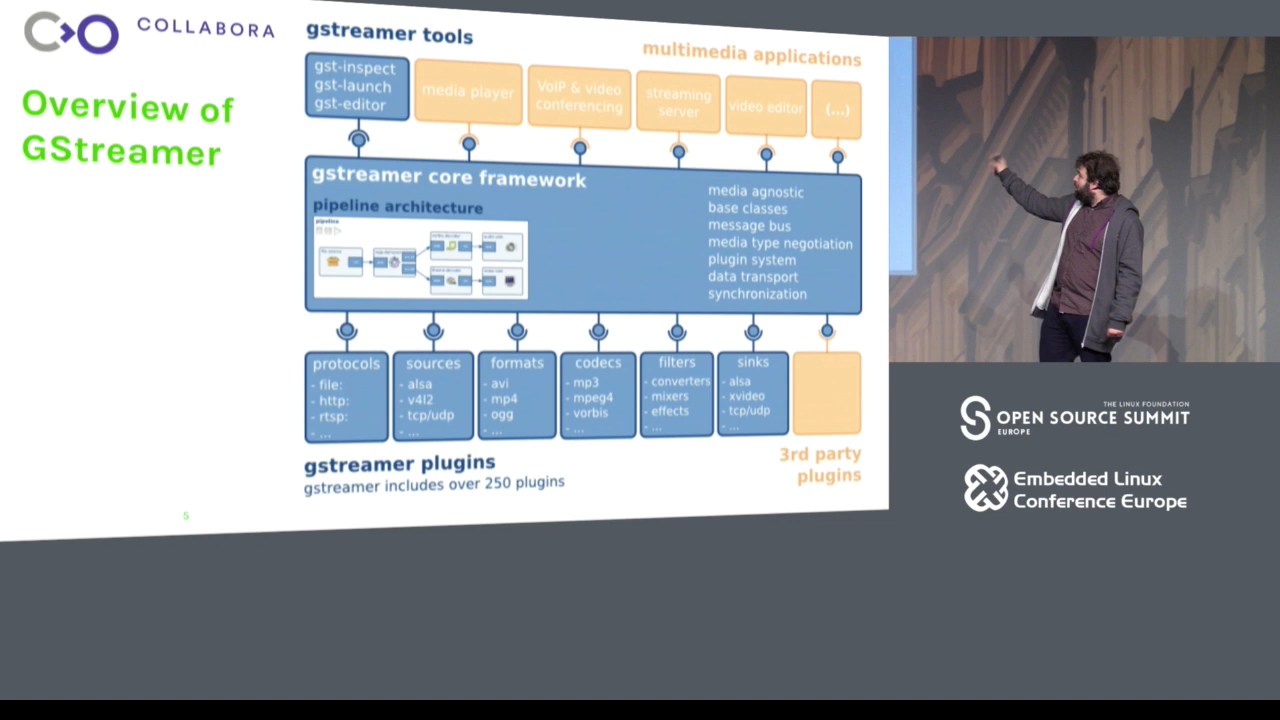 COLLABORA
Overview of
GStreamer
gstreamer tools
multimedia applications
gst-inspect
gst-launch
gst-editor
media player
VoIP & video
conferencing
streaming
server
video editor
(...)
gstreamer core framework
pipeline architecture
pipeline
media agnostic
base classes
message bus
media type negotiation
plugin system
data transport
synchronization
protocols
- file:
- http:
- rtsp:
- ...
sources
- alsa
- v4l2
- tcp/udp
- ...
formats
- avi
- mp4
- ogg
- ...
codecs
- mp3
- mpeg4
- vorbis
- ...
filters
- converters
- mixers
- effects
- ...
sinks
- alsa
- xvideo
- tcp/udp
- ...
gstreamer plugins
gstreamer includes over 250 plugins
3rd party
plugins
5
THE LINUX FOUNDATION
OPEN SOURCE SUMMIT
EUROPE
Embedded Linux
Conference Europe